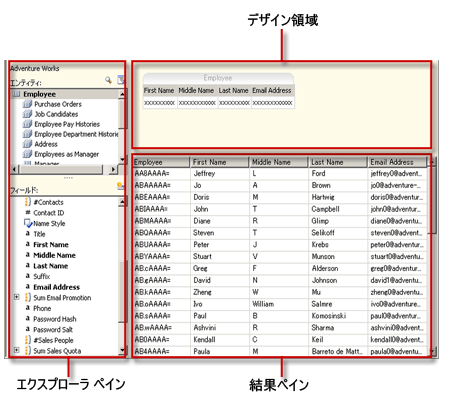 デザイン領域
Adventure Works
エンティティ:
Employee
Purchase Orders
Job Candidates
Employee Pay Histories
Employee Department Histories
Address
Employees as Manager
Manager
フィールド:
#Contacts
Contact ID
Name Style
Title
First Name
Middle Name
Last Name
Suffix
Email Address
Sum Email Promotion
Phone
Password Hash
Password Salt
#Sales People
Sum Sales Quota
Employee
First Name Middle Name Last Name Email Address
xxxxxxxxx xxxxxxxxxxx xxxxxxxxx xxxxxxxxxxxx
Employee First Name Middle Name Last Name Email Address
AA8AAAA= Jeffrey L Ford jeffrey0@advent...
ABAAAAA= Jo A Brown jo0@adventure-...
ABEAAAA= Doris M Hartwig doris0@adventur...
ABIAAAA= John T Campbell john0@adventur...
ABMAAAA= Diane R Glimp diane0@adventu...
ABQAAAA= Steven T Selikoff steven0@advent...
ABUAAAA= Peter J Krebs peter0@adventur...
ABYAAAA= Stuart V Munson stuart0@adventu...
ABcAAAA= Greg F Alderson greg0@adventur...
ABgAAAA= David N Johnson david1@adventu...
ABkAAAA= Zheng W Mu zheng0@adventu...
ABoAAAA= Ivo William Salmre ivo0@adventure...
ABsAAAA= Paul B Komosinski paul0@adventur...
ABwAAAA= Ashvini R Sharma ashvini0@advent...
AB0AAAA= Kendall C Keil kendall0@advent...
AB4AAAA= Paula M Barreto de Matt... paula0@adventu...
エクスプローラ ペイン
結果ペイン